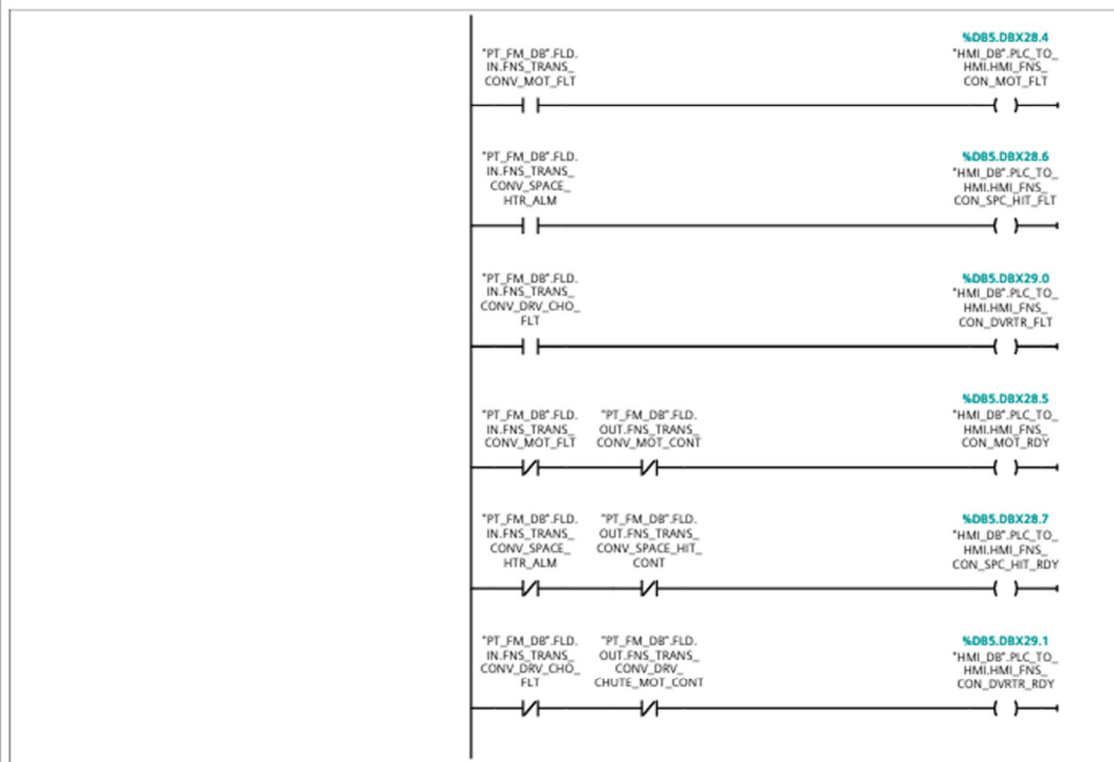 %DB5.DBX28.4
"PT_FM_DB".FLD.
IN.FNS_TRANS_
CONV_MOT_FLT
"HMI_DB".PLC_TO_
HMI.HMI_FNS_
CON_MOT_FLT
"PT_FM_DB".FLD.
IN.FNS_TRANS_
CONV_SPACE_
HTR_ALM
%DB5.DBX28.6
"HMI_DB".PLC_TO_
HMI.HMI_FNS_
CON_SPC_HIT_FLT
"PT_FM_DB".FLD.
IN.FNS_TRANS_
CONV_DRV_CHO_
FLT
%DB5.DBX29.0
"HMI_DB".PLC_TO_
HMI.HMI_FNS_
CON_DVRTR_FLT
"PT_FM_DB".FLD.
IN.FNS_TRANS_
CONV_MOT_FLT
"PT_FM_DB".FLD.
OUT.FNS_TRANS_
CONV_MOT_CONT
%DB5.DBX28.5
"HMI_DB".PLC_TO_
HMI.HMI_FNS_
CON_MOT_RDY
"PT_FM_DB".FLD.
IN.FNS_TRANS_
CONV_SPACE_
HTR_ALM
"PT_FM_DB".FLD.
OUT.FNS_TRANS_
CONV_SPACE_HIT_
CONT
%DB5.DBX28.7
"HMI_DB".PLC_TO_
HMI.HMI_FNS_
CON_SPC_HIT_RDY
"PT_FM_DB".FLD.
IN.FNS_TRANS_
CONV_DRV_CHO_
FLT
"PT_FM_DB".FLD.
OUT.FNS_TRANS_
CONV_DRV_
CHUTE_MOT_CONT
%DB5.DBX29.1
"HMI_DB".PLC_TO_
HMI.HMI_FNS_
CON_DVRTR_RDY